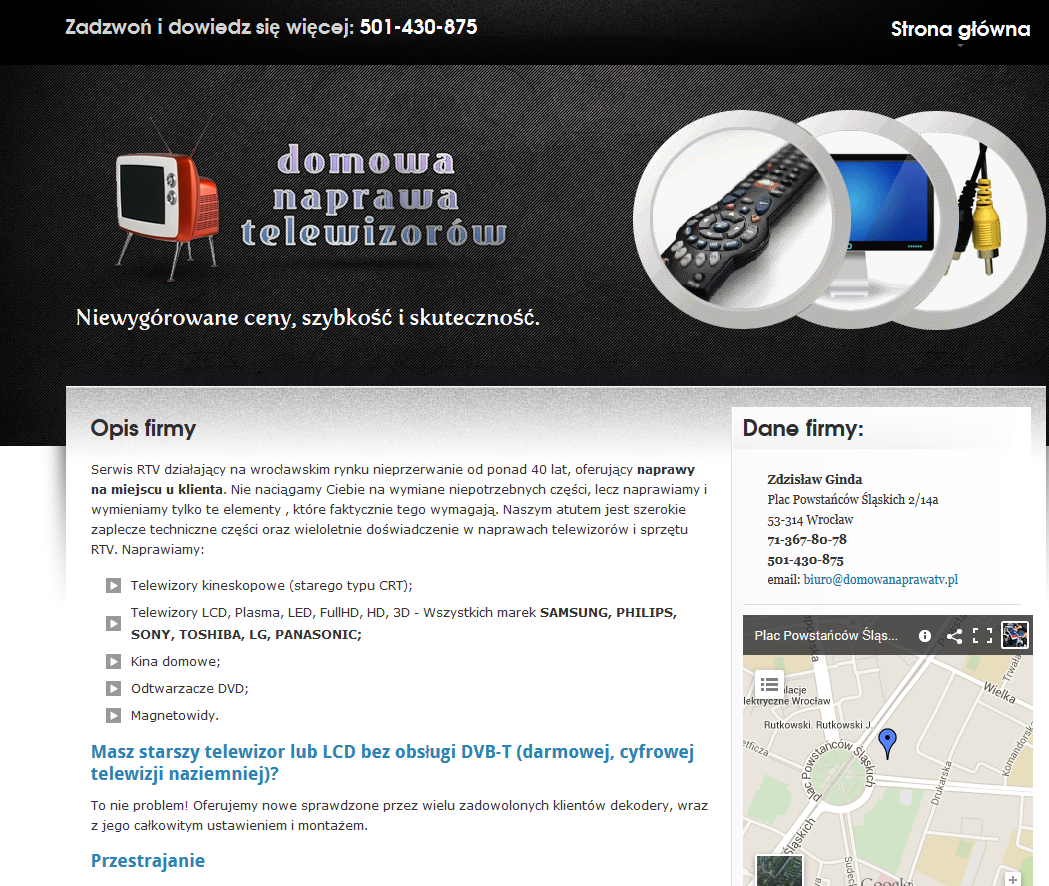 Zadzwoń i dowiedz się więcej: 501-430-875
Strona główna
domowa
naprawa
telewizorów
Niewygórowane ceny, szybkość i skuteczność.
Opis firmy
Serwis RTV działający na wrocławskim rynku nieprzerwanie od ponad 40 lat, oferujący naprawy
na miejscu u klienta. Nie naciągamy Ciebie na wymiane niepotrzebnych części, lecz naprawiamy i
wymieniamy tylko te elementy , które faktycznie tego wymagają. Naszym atutem jest szerokie
zaplecze techniczne części oraz wieloletnie doświadczenie w naprawach telewizorów i sprzętu
RTV. Naprawiamy:
Telewizory kineskopowe (starego typu CRT);
Telewizory LCD, Plasma, LED, FullHD, HD, 3D - Wszystkich marek SAMSUNG, PHILIPS,
SONY, TOSHIBA, LG, PANASONIC;
Kina domowe;
Odtwarzacze DVD;
Magnetowidy.
Masz starszy telewizor lub LCD bez obsługi DVB-T (darmowej, cyfrowej
telewizji naziemniej)?
To nie problem! Oferujemy nowe sprawdzone przez wielu zadowolonych klientów dekodery, wraz
z jego całkowitym ustawieniem i montażem.
Przestrajanie
Dane firmy:
Zdzisław Ginda
Plac Powstańców Śląskich 2/14a
53-314 Wrocław
71-367-80-78
501-430-875
email: biuro@domowanaprawatv.pl
Plac Powstańców Śląs...
lacje
lektryczne Wrocław
Rutkowski. Rutkowski J.
Wielka
Trwała
Komandorska
etficza
plac Powstańców Śląskich
Drukarska
Śląskich
Sudec
Google